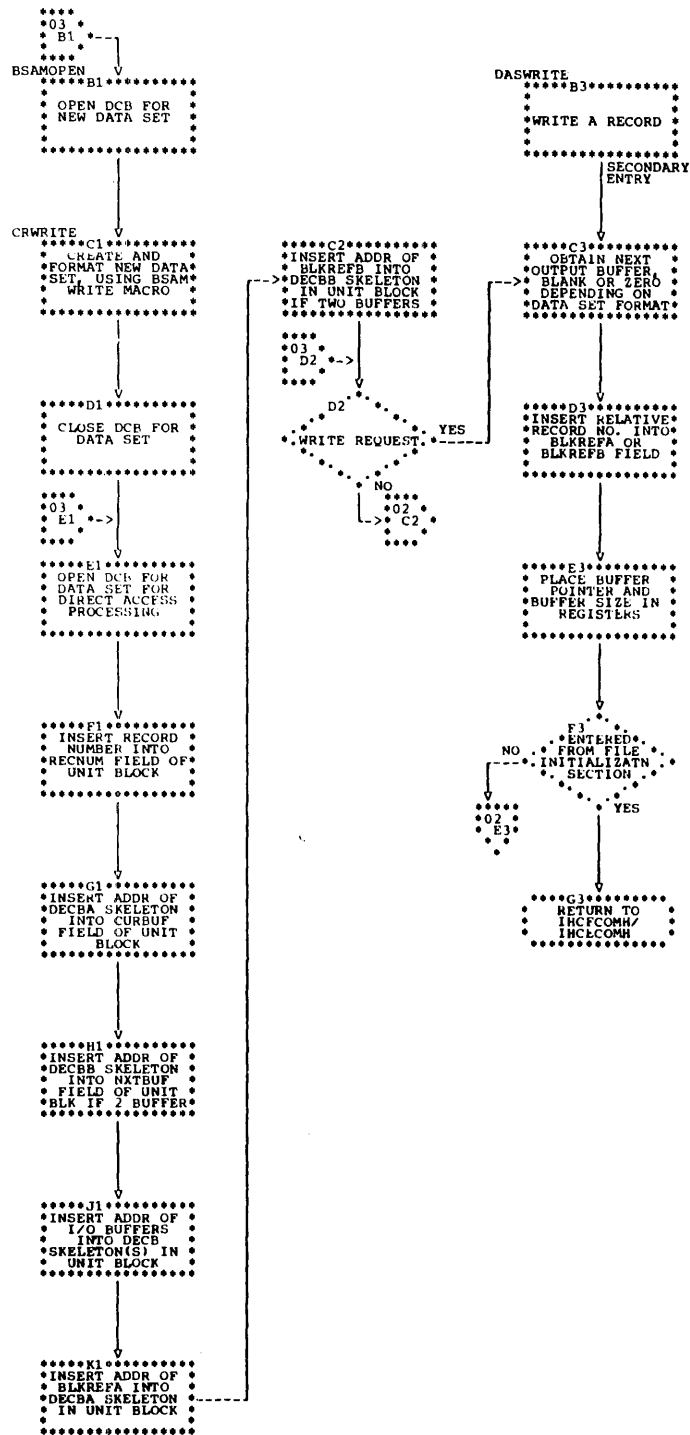 03
B1
BSAMOPEN
B1
OPEN DCB FOR
NEW DATA SET
CRWRITE
C1
CREATE AND
FORMAT NEW DATA
SET, USING BSAM
WRITE MACRO
D1
CLOSE DCB FOR
DATA SET
03
E1
E1
OPEN DCB FOR
DATA SET FOR
DIRECT ACCESS
PROCESSING
F1
INSERT RECORD
NUMBER INTO
RECNUM FIELD OF
UNIT BLOCK
G1
INSERT ADDR OF
DECBA SKELETON
INTO CURBUF
FIELD OF UNIT
BLOCK
H1
INSERT ADDR OF
DECBB SKELETON
INTO NXTBUF
FIELD OF UNIT
BLK IF 2 BUFFER
J1
INSERT ADDR OF
I/O BUFFERS
INTO DECB
SKELETON(S) IN
UNIT BLOCK
K1
INSERT ADDR OF
BLKREFA INTO
DECBA SKELETON
IN UNIT BLOCK
C2
INSERT ADDR OF
BLKREFB INTO
DECBB SKELETON
IN UNIT BLOCK
IF TWO BUFFERS
03
D2
D2
WRITE REQUEST
YES
NO
02
C2
DASWRITE
B3
WRITE A RECORD
SECONDARY
ENTRY
C3
OBTAIN NEXT
OUTPUT BUFFER,
BLANK OR ZERO
DEPENDING ON
DATA SET FORMAT
D3
INSERT RELATIVE
RECORD NO. INTO
BLKREFA OR
BLKREFB FIELD
E3
PLACE BUFFER
POINTER AND
BUFFER SIZE IN
REGISTERS
F3
ENTERED
FROM FILE
INITIALIZATN
SECTION
NO
YES
02
E3
G3
RETURN TO
IHCFCOMH/
IHCECOMH